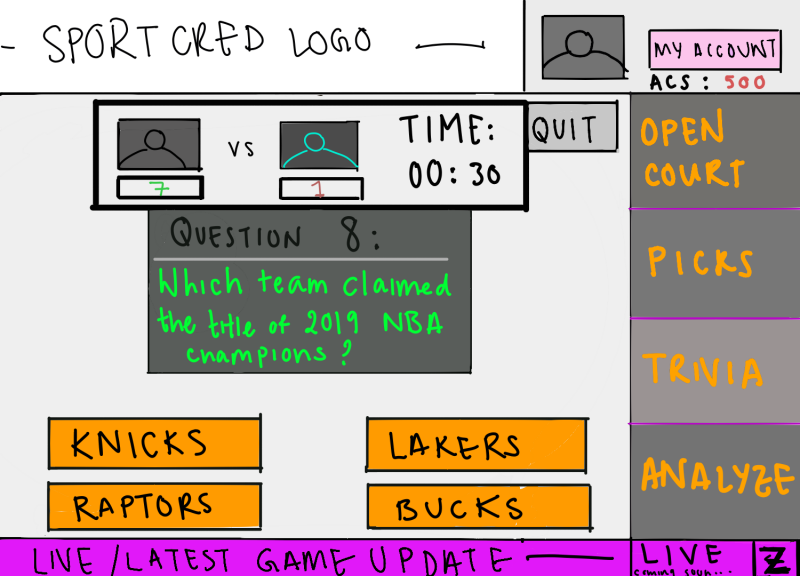 SPORT CRED LOGO
MY ACCOUNT
ACS: 500
VS
TIME:
00:30
7
1
QUIT
QUESTION 8:
Which team claimed
the title of 2019 NBA
champions?
KNICKS
LAKERS
RAPTORS
BUCKS
OPEN
COURT
PICKS
TRIVIA
ANALYZE
LIVE/LATEST GAME UPDATE
LIVE
coming soon...
Z